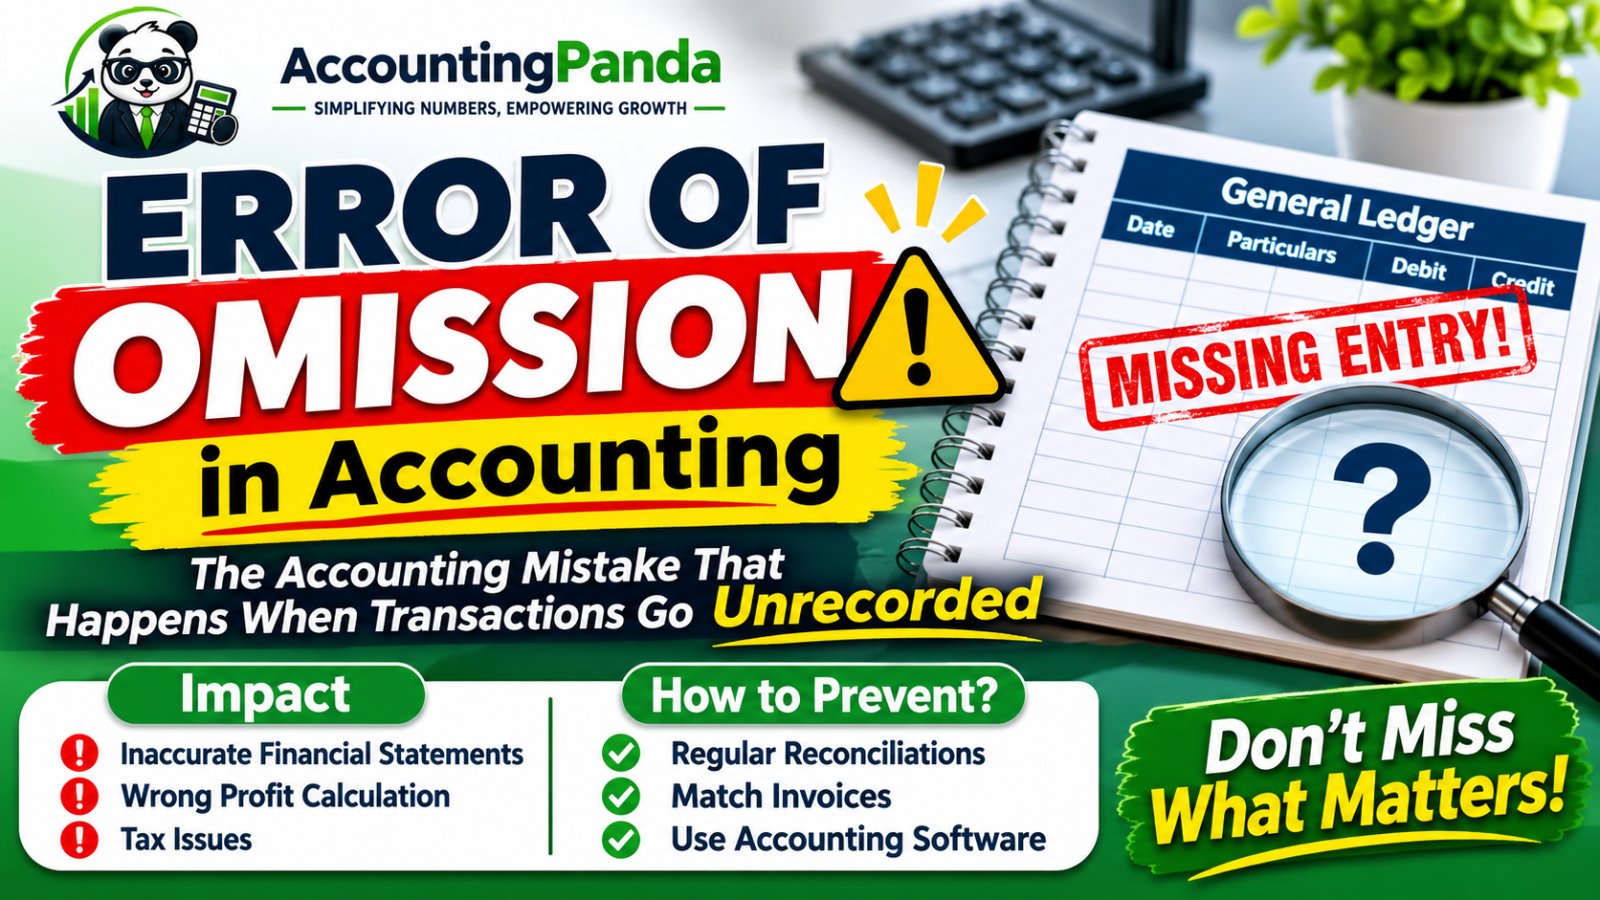 AccountingPanda
SIMPLIFYING NUMBERS, EMPOWERING GROWTH
ERROR OF
OMISSION
in Accounting
The Accounting Mistake That
Happens When Transactions Go Unrecorded
General Ledger
Date Particulars Debit Credit
MISSING ENTRY!
?
Impact
Inaccurate Financial Statements
Wrong Profit Calculation
Tax Issues
How to Prevent?
Regular Reconciliations
Match Invoices
Use Accounting Software
Don't Miss
What Matters!